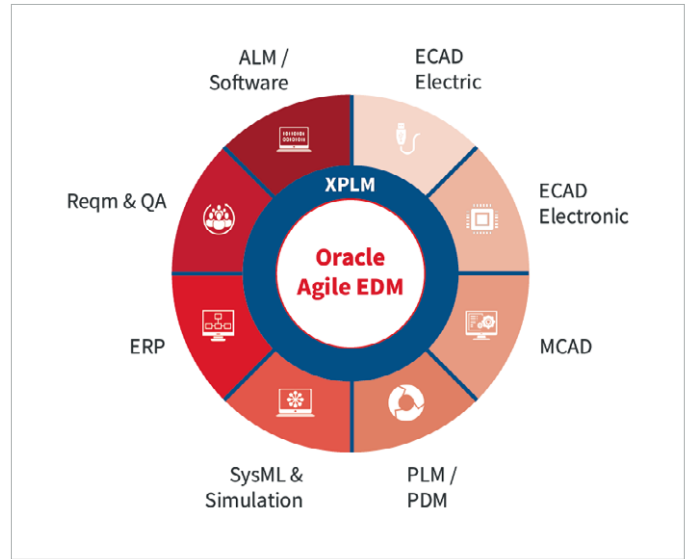 ALM /
Software
ECAD
Electric
Reqm & QA
XPLM
ECAD
Electronic
Oracle
Agile EDM
ERP
MCAD
SysML &
Simulation
PLM /
PDM